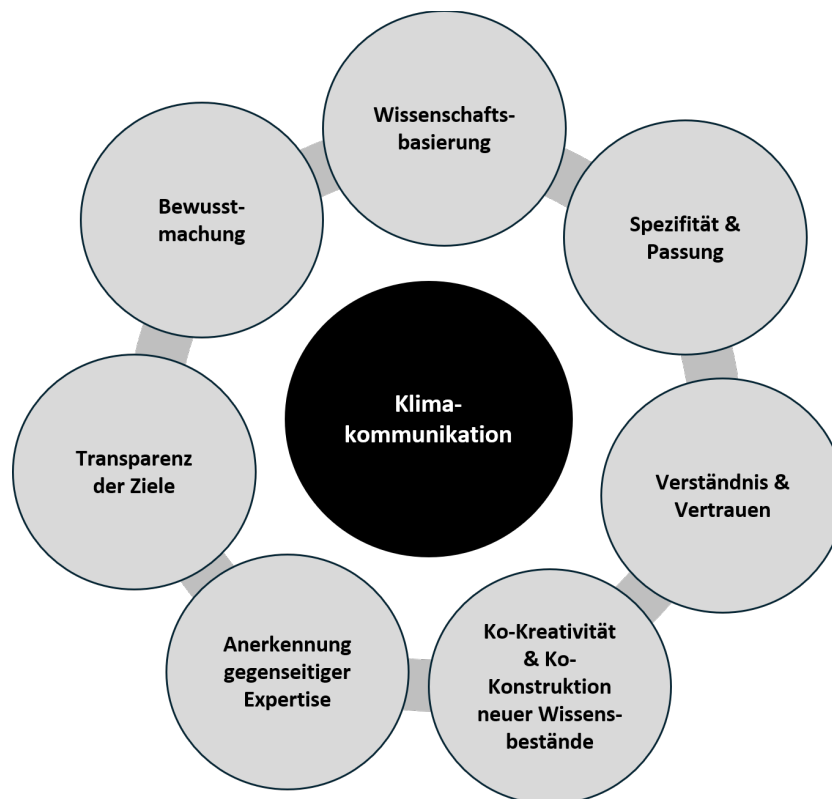 Wissenschafts-
basierung
Spezifität &
Passung
Verständnis &
Vertrauen
Ko-Kreativität
& Ko-
Konstruktion
neuer Wissens-
bestände
Anerkennung
gegenseitiger
Expertise
Transparenz
der Ziele
Bewusst-
machung
Klima-
kommunikation